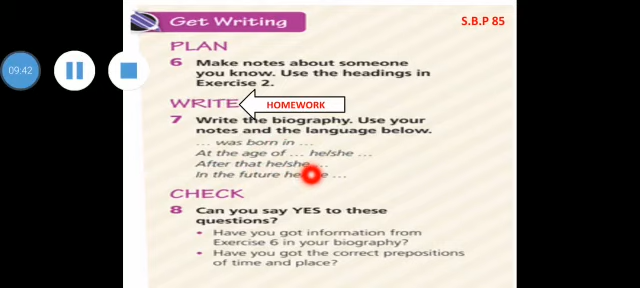 Get Writing
S.B.P 85
PLAN
6 Make notes about someone
you know. Use the headings in
Exercise 2.
09:42
WRITE
HOMEWORK
7 Write the biography. Use your
notes and the language below.
... was born in ...
At the age of ... he/she ...
After that he/she ...
In the future he ...
CHECK
8 Can you say YES to these
questions?
• Have you got information from
Exercise 6 in your biography?
• Have you got the correct prepositions
of time and place?